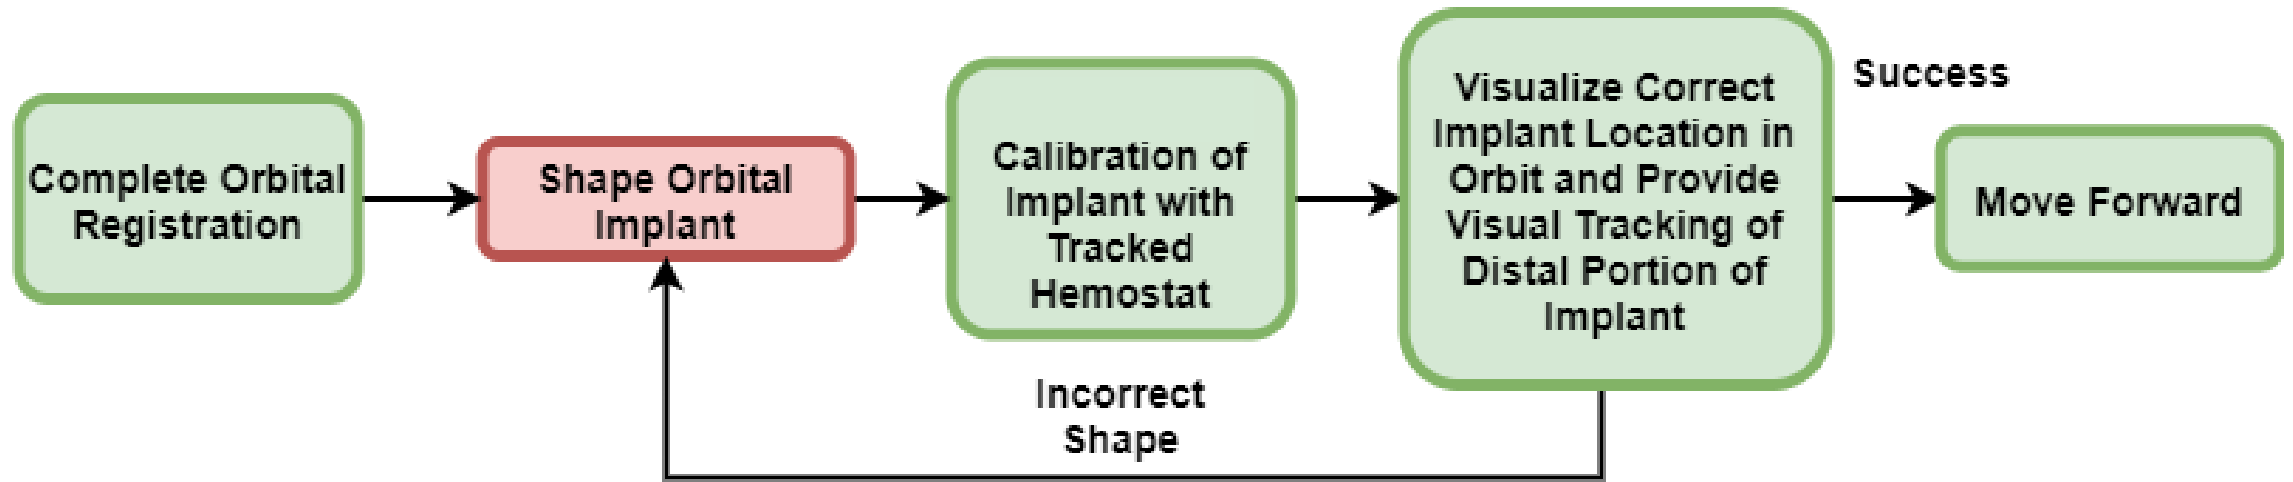 Complete Orbital
Registration
Shape Orbital
Implant
Calibration of
Implant with
Tracked
Hemostat
Visualize Correct
Implant Location in
Orbit and Provide
Visual Tracking of
Distal Portion of
Implant
Success
Move Forward
Incorrect
Shape